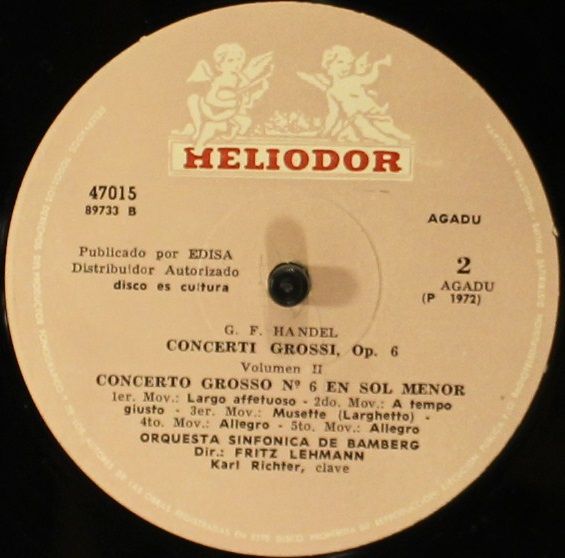 HELIODOR
47015
89733 B
AGADU
Publicado por EDISA
Distribuidor Autorizado
disco es cultura
2
AGADU
(P 1972)
G. F. HANDEL
CONCERTI GROSSI, Op. 6
Volumen II
CONCERTO GROSSO Nº 6 EN SOL MENOR
1er. Mov.: Largo affetuoso - 2do. Mov.: A tempo
giusto - 3er. Mov.: Musette (Larghetto) -
4to. Mov.: Allegro - 5to. Mov.: Allegro
ORQUESTA SINFONICA DE BAMBERG
Dir.: FRITZ LEHMANN
Karl Richter, clave